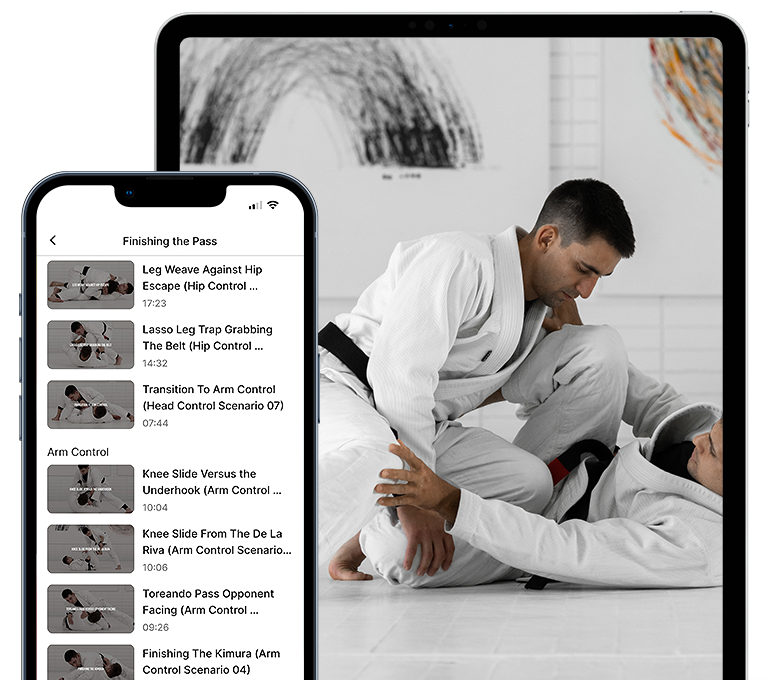 Finishing the Pass
Leg Weave Against Hip
Escape (Hip Control ...
17:23
Lasso Leg Trap Grabbing
The Belt (Hip Control ...
14:32
Transition To Arm Control
(Head Control Scenario 07)
07:44
Arm Control
Knee Slide Versus the
Underhook (Arm Control ...
10:04
Knee Slide From The De La
Riva (Arm Control Scenario...
10:06
Toreando Pass Opponent
Facing (Arm Control ...
09:26
Finishing The Kimura (Arm
Control Scenario 04)